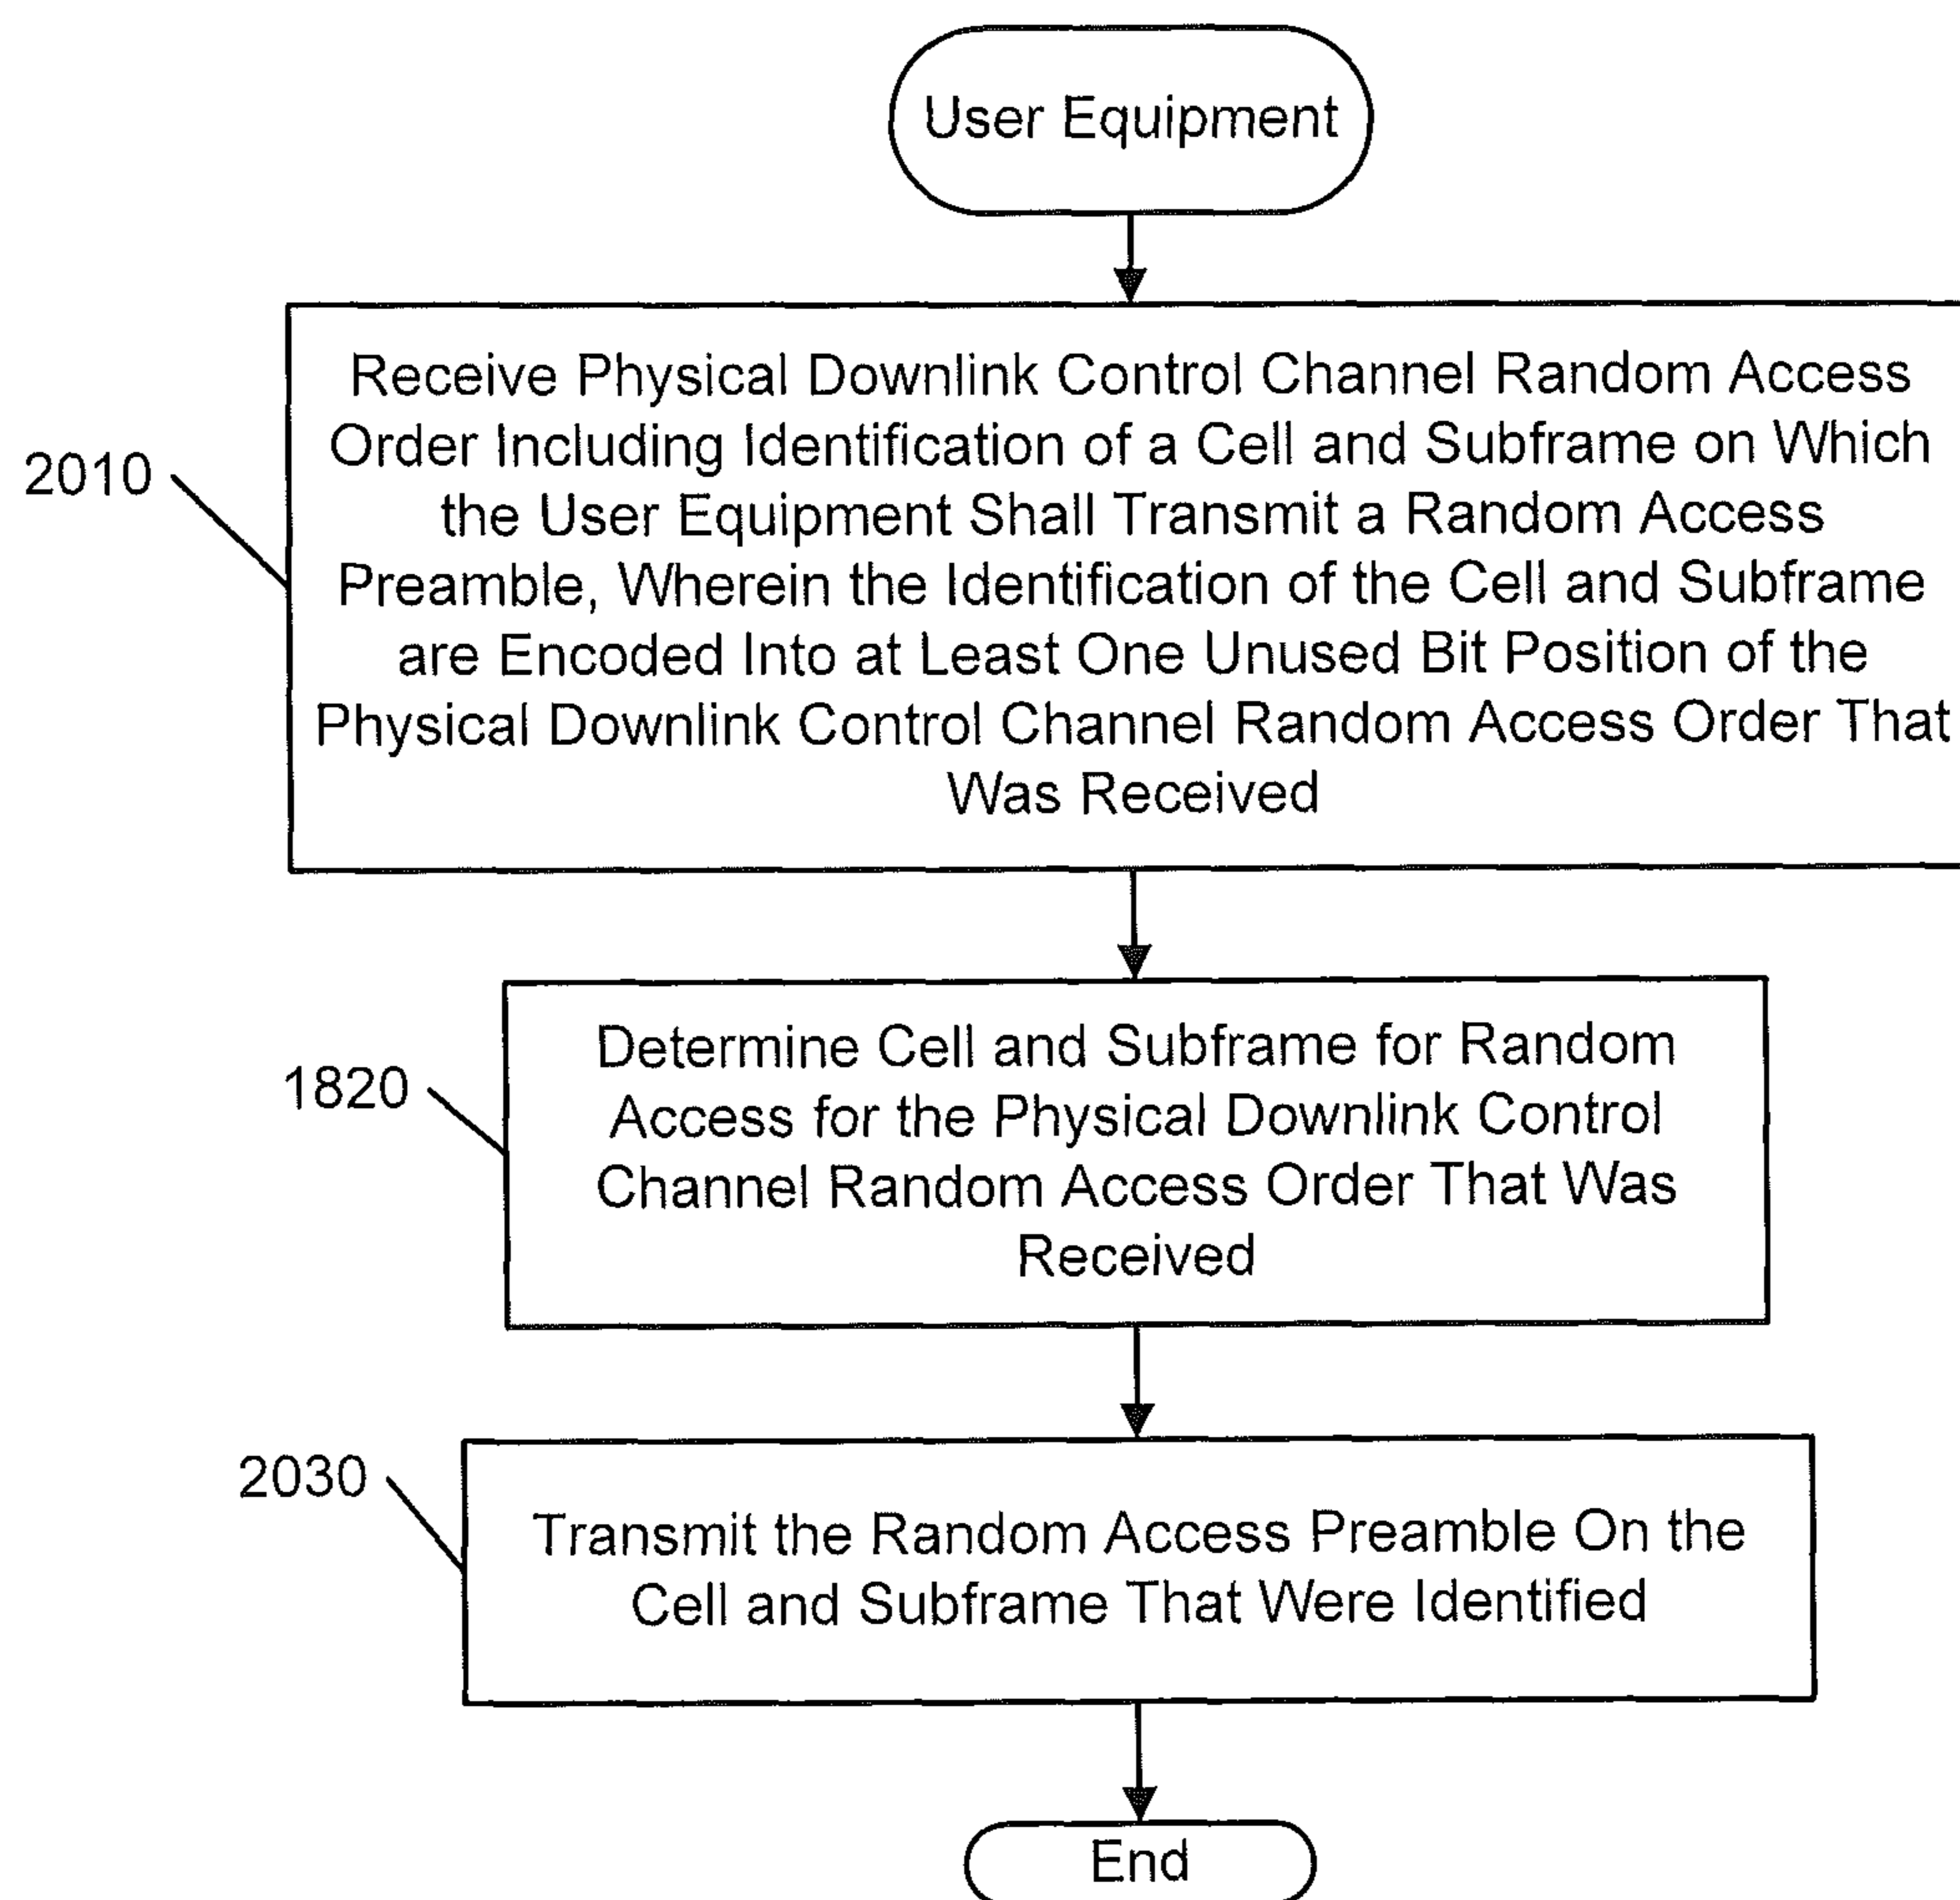 User Equipment
2010
Receive Physical Downlink Control Channel Random Access
Order Including Identification of a Cell and Subframe on Which
the User Equipment Shall Transmit a Random Access
Preamble, Wherein the Identification of the Cell and Subframe
are Encoded Into at Least One Unused Bit Position of the
Physical Downlink Control Channel Random Access Order That
Was Received
1820
Determine Cell and Subframe for Random
Access for the Physical Downlink Control
Channel Random Access Order That Was
Received
2030
Transmit the Random Access Preamble On the
Cell and Subframe That Were Identified
End